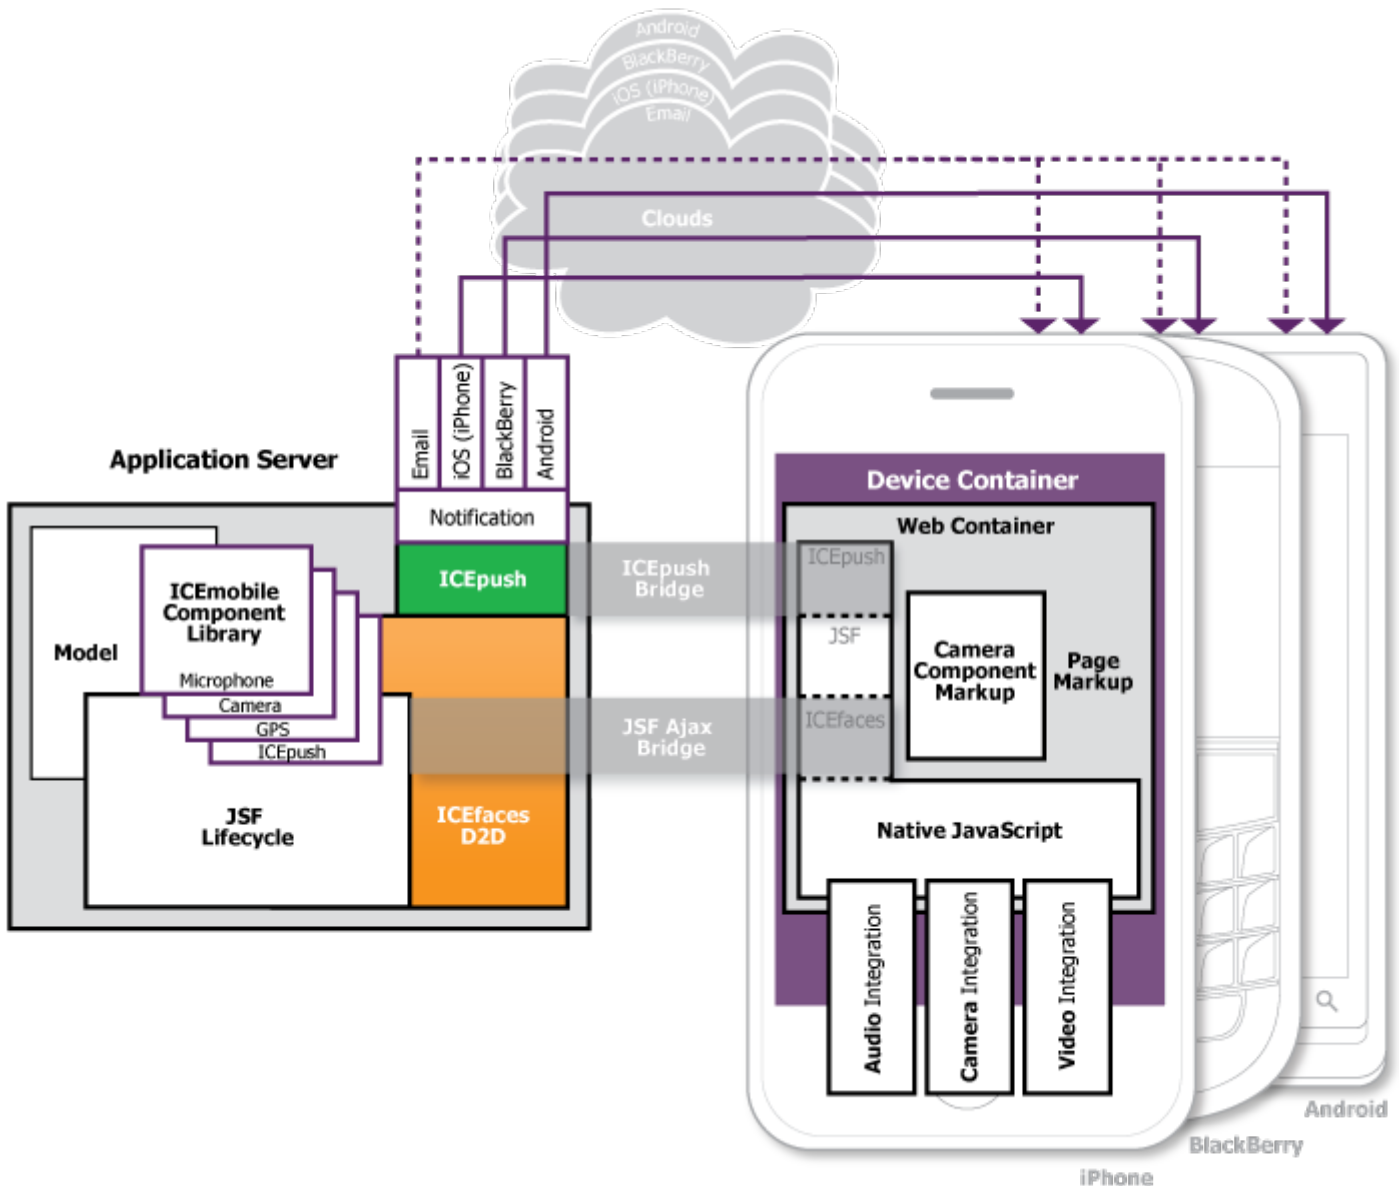 Android
BlackBerry
iOS (iPhone)
Email
Clouds
Email
iOS (iPhone)
BlackBerry
Android
Notification
Application Server
ICEpush
ICEmobile
Component
Library
Microphone
Camera
GPS
ICEpush
Model
JSF
Lifecycle
ICEfaces
D2D
ICEpush
Bridge
JSF Ajax
Bridge
Device Container
Web Container
ICEpush
JSF
ICEfaces
Camera
Component
Markup
Page
Markup
Native JavaScript
Audio Integration
Camera Integration
Video Integration
Android
BlackBerry
iPhone